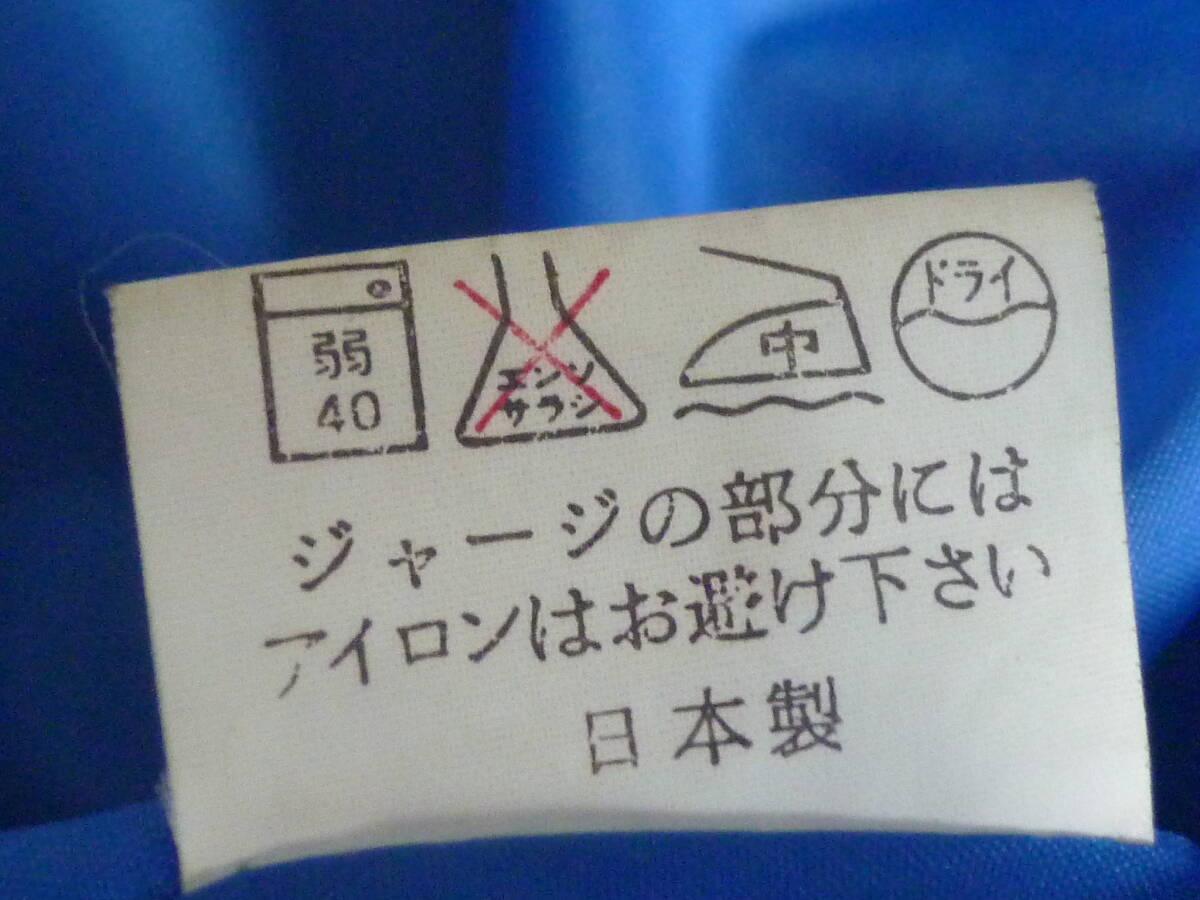 弱
40
エンソ
サラシ
中
ドライ
ジャージの部分には
アイロンはお避け下さい
日本製